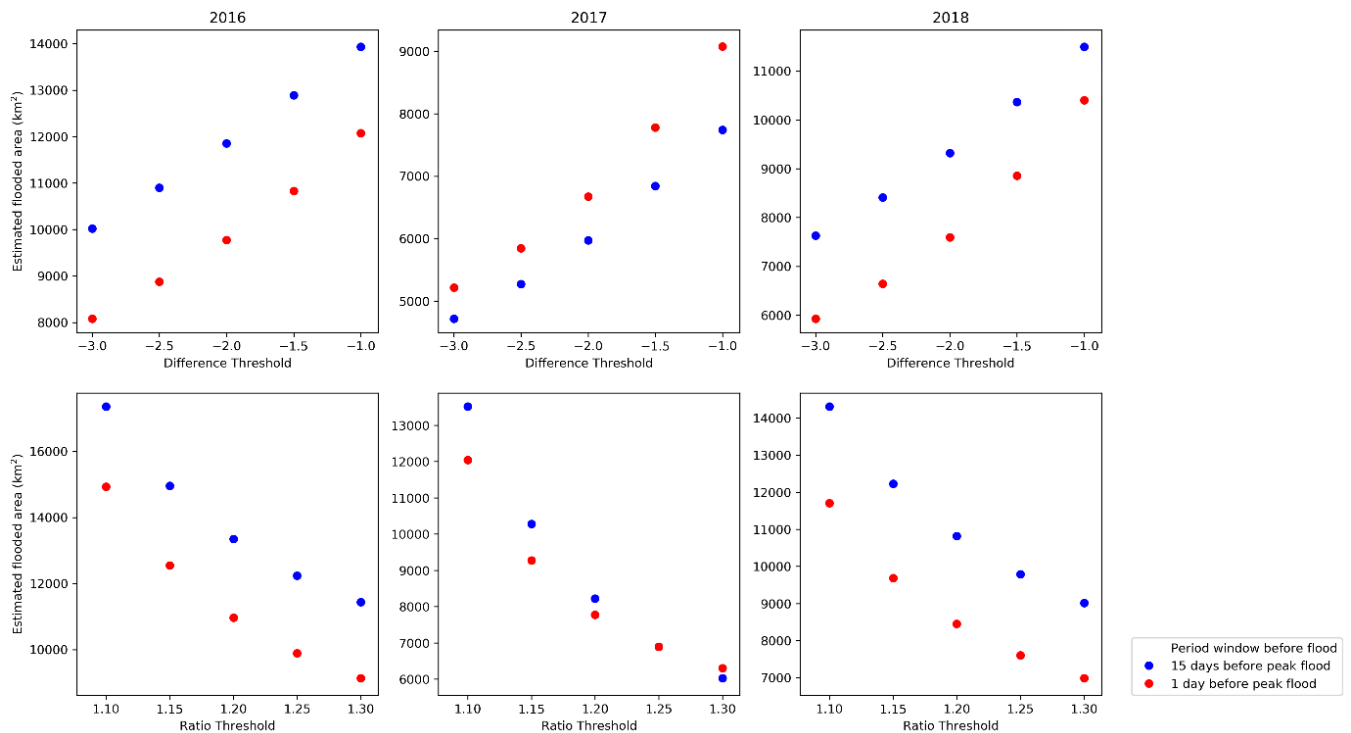 2016
2017
2018
14000
13000
12000
11000
10000
9000
8000
Estimated flooded area (km²)
−3.0 −2.5 −2.0 −1.5 −1.0
Difference Threshold
9000
8000
7000
6000
5000
−3.0 −2.5 −2.0 −1.5 −1.0
Difference Threshold
11000
10000
9000
8000
7000
6000
−3.0 −2.5 −2.0 −1.5 −1.0
Difference Threshold
16000
14000
12000
10000
Estimated flooded area (km²)
1.10 1.15 1.20 1.25 1.30
Ratio Threshold
13000
12000
11000
10000
9000
8000
7000
6000
1.10 1.15 1.20 1.25 1.30
Ratio Threshold
14000
13000
12000
11000
10000
9000
8000
7000
1.10 1.15 1.20 1.25 1.30
Ratio Threshold
Period window before flood
15 days before peak flood
1 day before peak flood